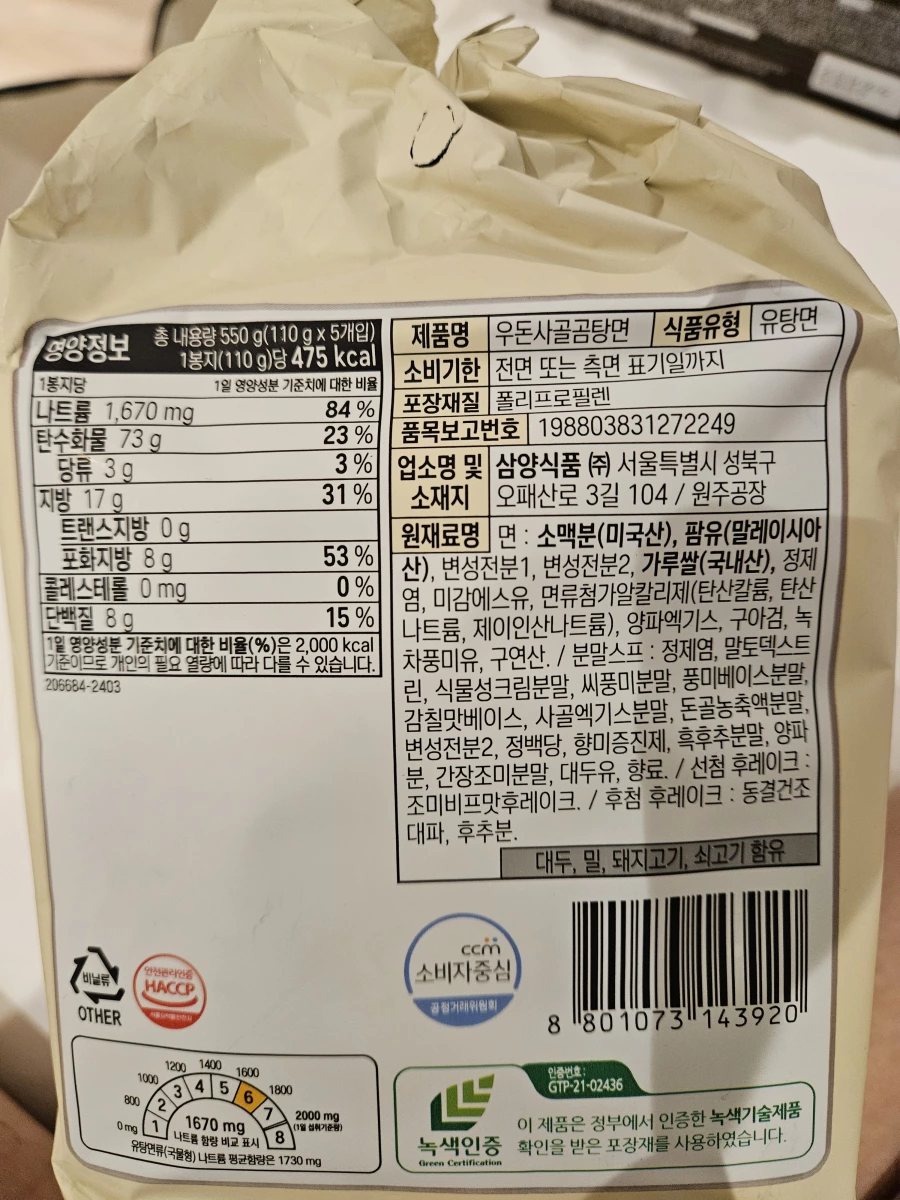 영양정보
총 내용량 550 g(110 g x 5개입)
1봉지(110 g)당 475 kcal
1봉지당 1일 영양성분 기준치에 대한 비율
나트륨 1,670 mg 84 %
탄수화물 73 g 23 %
당류 3 g 3 %
지방 17 g 31 %
트랜스지방 0 g
포화지방 8 g 53 %
콜레스테롤 0 mg 0 %
단백질 8 g 15 %
1일 영양성분 기준치에 대한 비율(%)은 2,000 kcal
기준이므로 개인의 필요 열량에 따라 다를 수 있습니다.
206684-2403
제품명 우돈사골곰탕면 식품유형 유탕면
소비기한 전면 또는 측면 표기일까지
포장재질 폴리프로필렌
품목보고번호 198803831272249
업소명 및 소재지
삼양식품 ㈜ 서울특별시 성북구
오패산로 3길 104 / 원주공장
원재료명 면 : 소맥분(미국산), 팜유(말레이시아
산), 변성전분1, 변성전분2, 가루쌀(국내산), 정제
염, 미감에스유, 면류첨가알칼리제(탄산칼륨, 탄산
나트륨, 제이인산나트륨), 양파엑기스, 구아검, 녹
차풍미유, 구연산. / 분말스프 : 정제염, 말토덱스트
린, 식물성크림분말, 씨풍미분말, 풍미베이스분말,
감칠맛베이스, 사골엑기스분말, 돈골농축액분말,
변성전분2, 정백당, 향미증진제, 흑후추분말, 양파
분, 간장조미분말, 대두유, 향료. / 선첨 후레이크 :
조미비프맛후레이크. / 후첨 후레이크 : 동결건조
대파, 후추분.
대두, 밀, 돼지고기, 쇠고기 함유
비닐류
OTHER
안전관리인증
HACCP
ccm
소비자중심
공정거래위원회
8 801073 143920
0 mg 800 1000 1200 1400 1600 1800 2000 mg
(1일 섭취기준량)
1 2 3 4 5 6 7 8
1670 mg
나트륨 함량 비교 표시
유탕면류(국물형) 나트륨 평균함량은 1730 mg
녹색인증
Green Certification
인증번호 :
GTP-21-02436
이 제품은 정부에서 인증한 녹색기술제품
확인을 받은 포장재를 사용하였습니다.